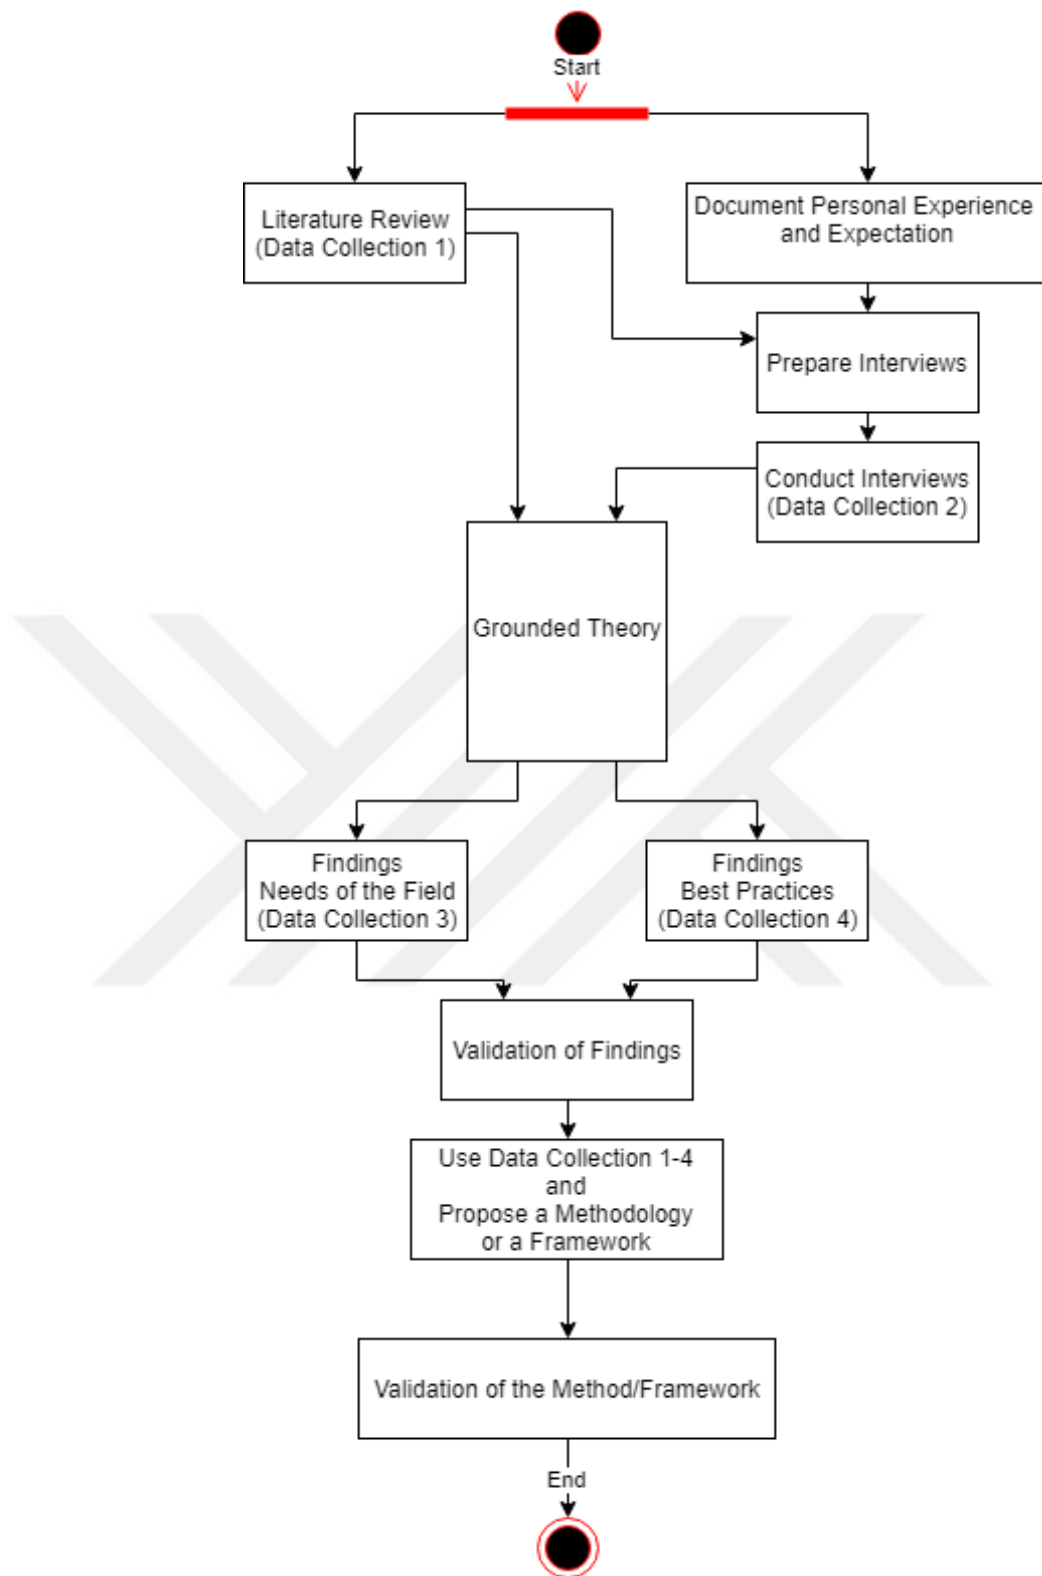 Start
Literature Review
(Data Collection 1)
Document Personal Experience
and Expectation
Prepare Interviews
Conduct Interviews
(Data Collection 2)
Grounded Theory
Findings
Needs of the Field
(Data Collection 3)
Findings
Best Practices
(Data Collection 4)
Validation of Findings
Use Data Collection 1-4
and
Propose a Methodology
or a Framework
Validation of the Method/Framework
End